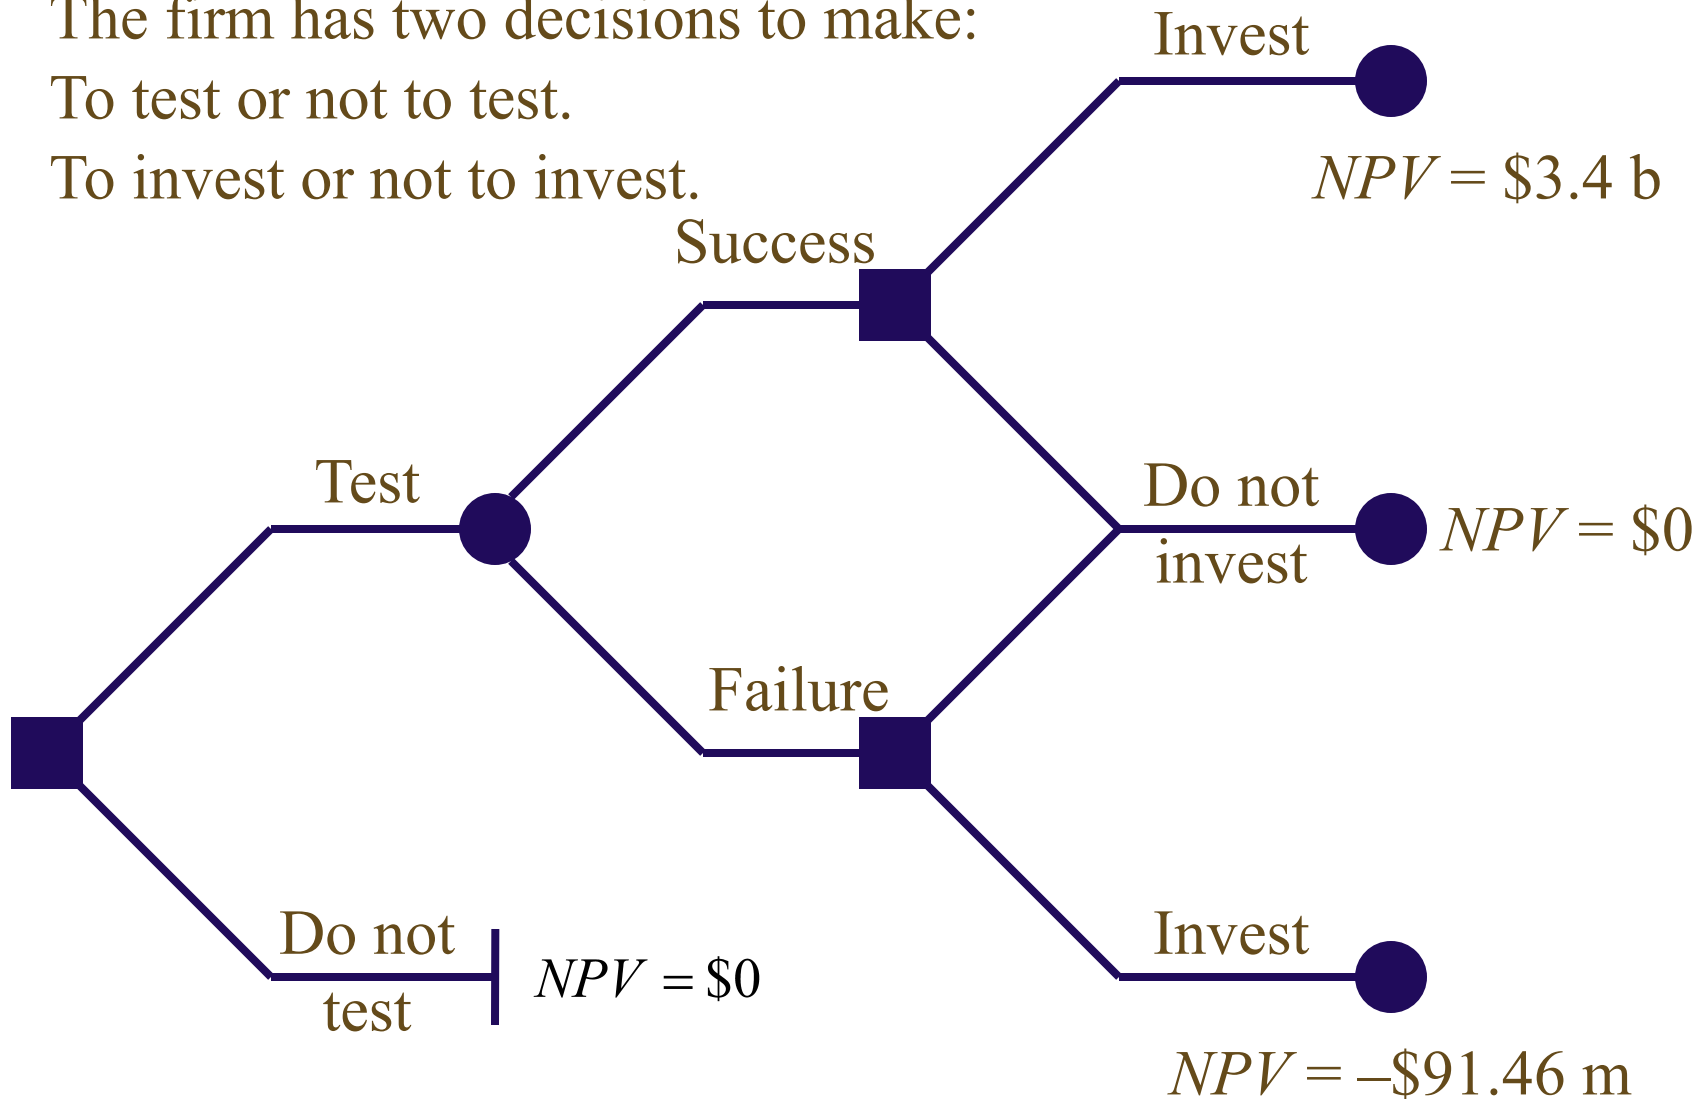 The firm has two decisions to make:
To test or not to test.
To invest or not to invest.
Invest
NPV = $3.4 b
Success
Test
Do not
invest
NPV = $0
Failure
Do not
test
NPV = $0
Invest
NPV = –$91.46 m